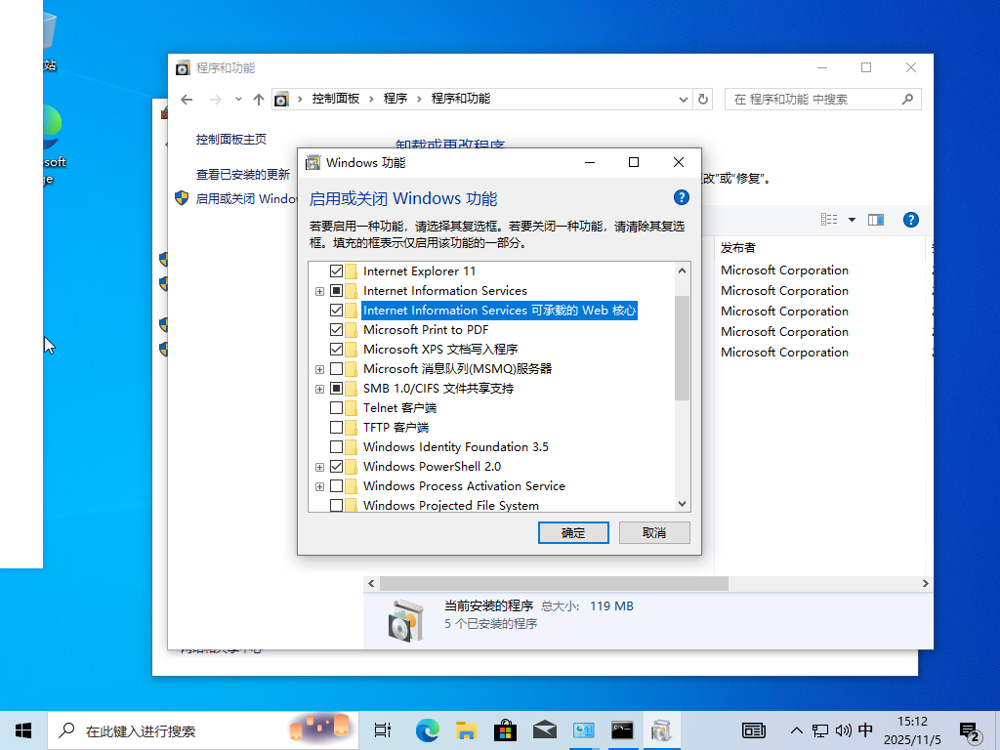 站
soft
ge
程序和功能
控制面板
程序
程序和功能
在 程序和功能 中搜索
控制面板主页
查看已安装的更新
启用或关闭 Windo
卸载或更改程序
改"或"修复"。
发布者
Microsoft Corporation
Microsoft Corporation
Microsoft Corporation
Microsoft Corporation
Microsoft Corporation
Windows 功能
启用或关闭 Windows 功能
若要启用一种功能，请选择其复选框。若要关闭一种功能，请清除其复选
框。填充的框表示仅启用该功能的一部分。
Internet Explorer 11
Internet Information Services
Internet Information Services 可承载的 Web 核心
Microsoft Print to PDF
Microsoft XPS 文档写入程序
Microsoft 消息队列(MSMQ)服务器
SMB 1.0/CIFS 文件共享支持
Telnet 客户端
TFTP 客户端
Windows Identity Foundation 3.5
Windows PowerShell 2.0
Windows Process Activation Service
Windows Projected File System
确定
取消
当前安装的程序 总大小: 119 MB
5 个已安装的程序
网络和共享中心
在此键入进行搜索
中
15:12
2025/11/5
2